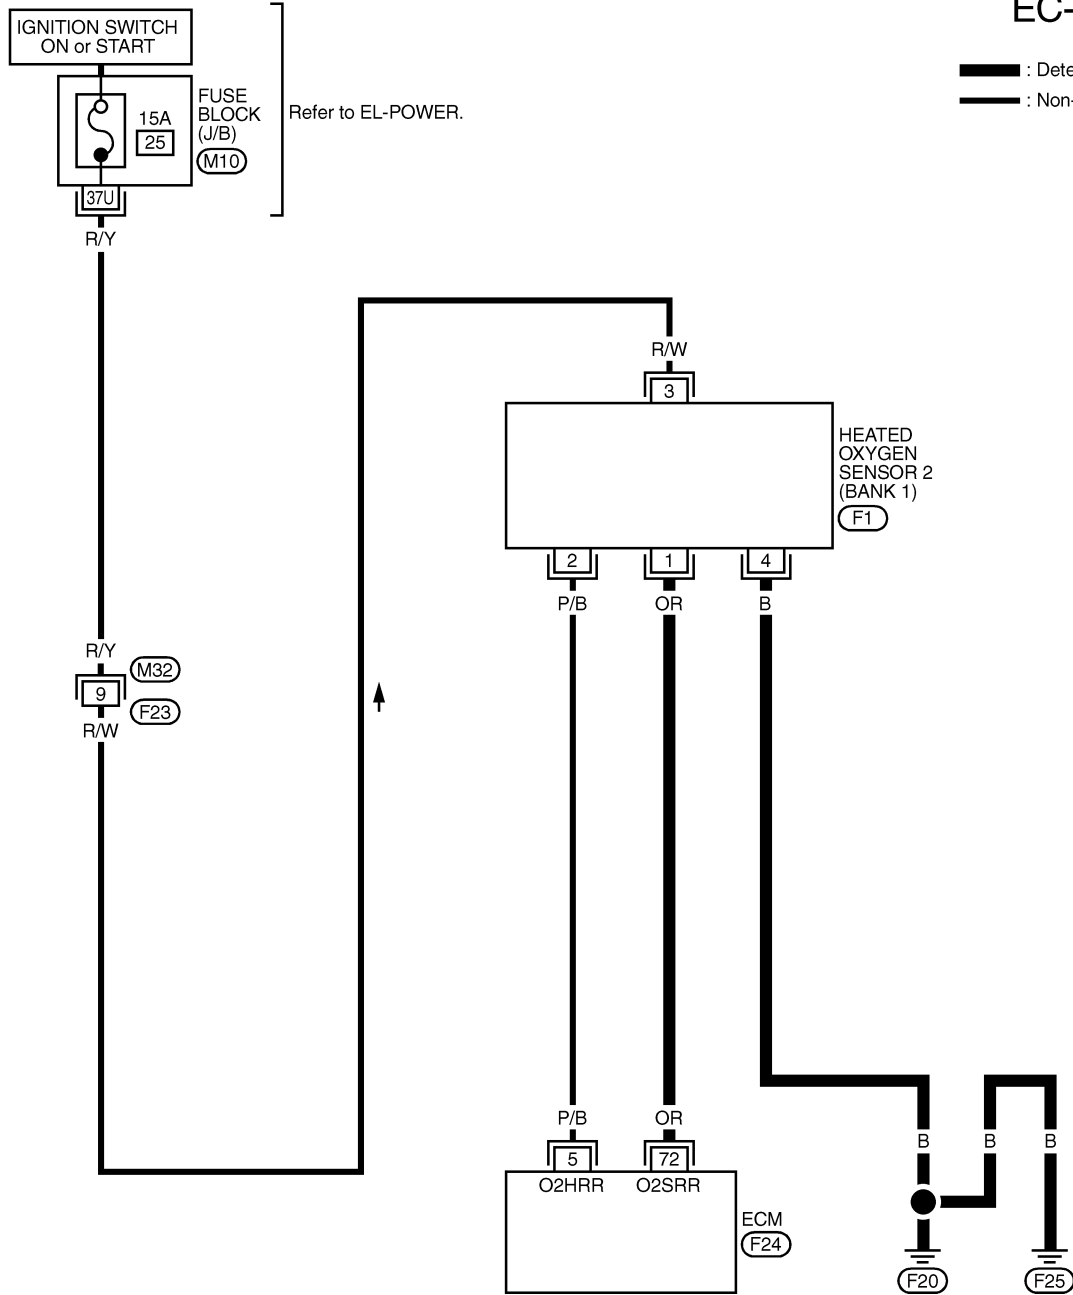 EC-
IGNITION SWITCH
ON or START
: Dete
: Non-
FUSE
BLOCK
(J/B)
M10
15A
25
Refer to EL-POWER.
37U
R/Y
R/W
3
HEATED
OXYGEN
SENSOR 2
(BANK 1)
F1
2
1
4
P/B
OR
B
R/Y
M32
9
F23
R/W
P/B
OR
B
B
B
5
72
O2HRR
O2SRR
ECM
F24
F20
F25